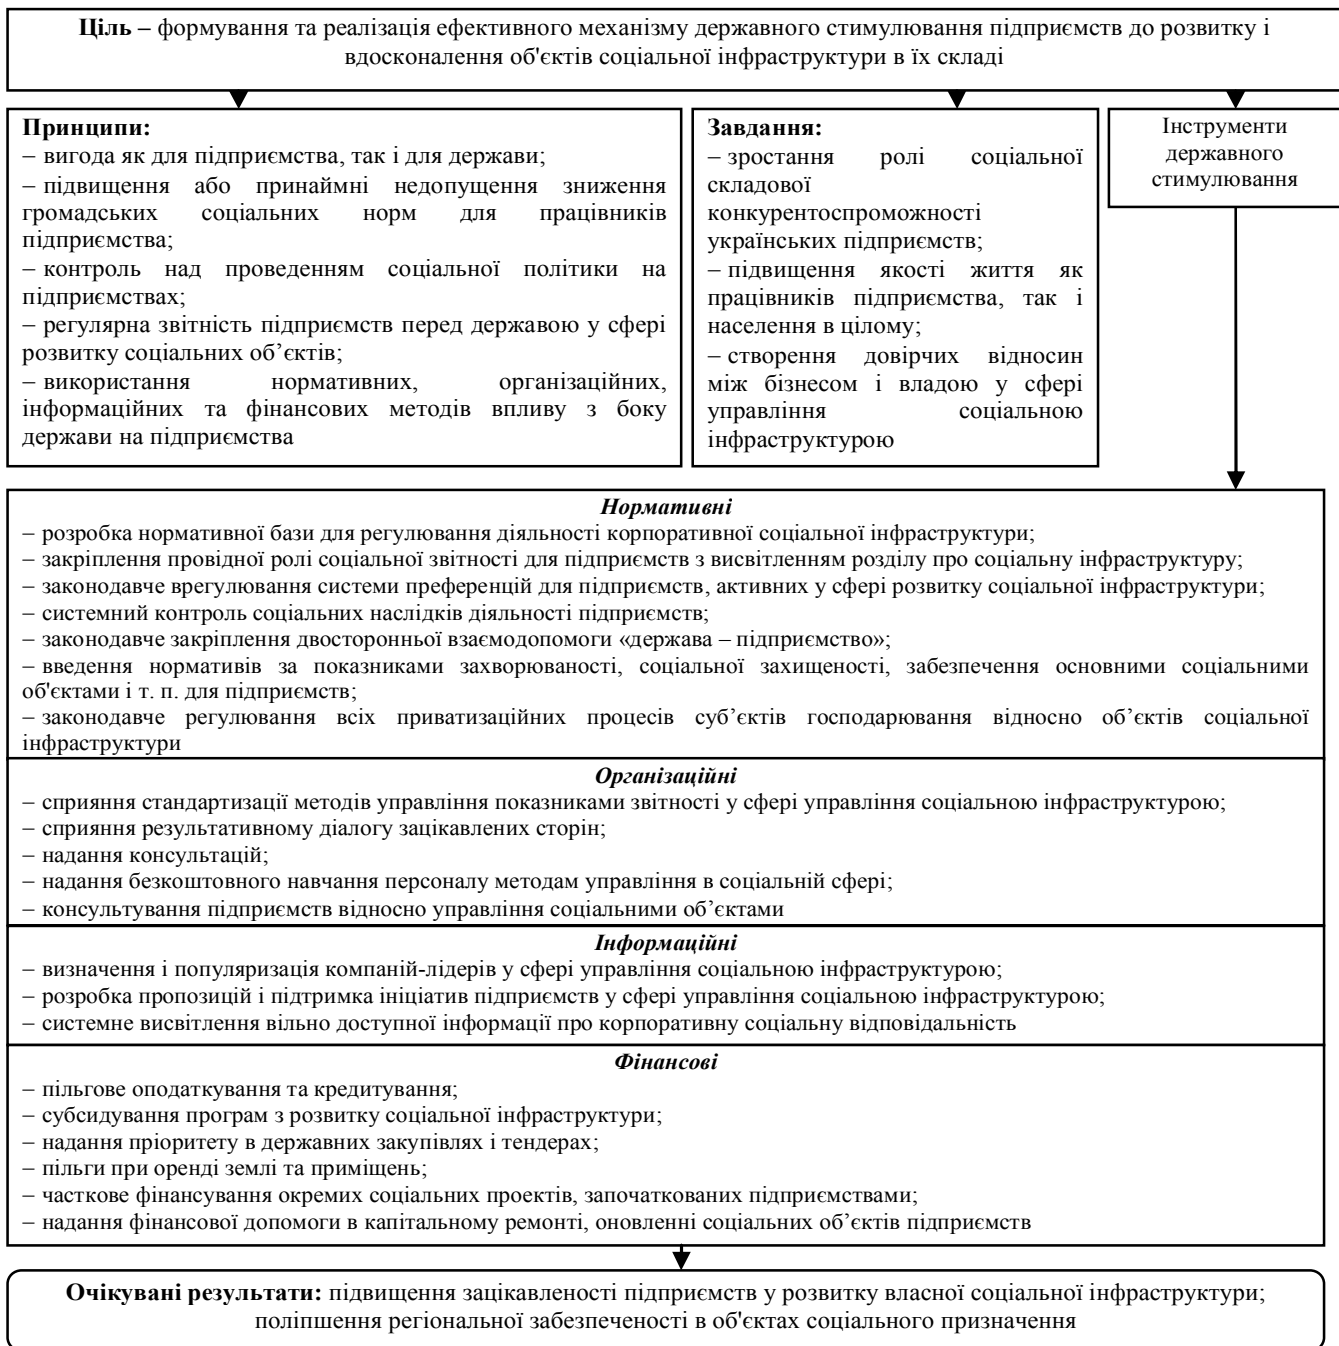 Ціль – формування та реалізація ефективного механізму державного стимулювання підприємств до розвитку і
вдосконалення об'єктів соціальної інфраструктури в їх складі
Принципи:
– вигода як для підприємства, так і для держави;
– підвищення або принаймні недопущення зниження
громадських соціальних норм для працівників
підприємства;
– контроль над проведенням соціальної політики на
підприємствах;
– регулярна звітність підприємств перед державою у сфері
розвитку соціальних об’єктів;
– використання нормативних, організаційних,
інформаційних та фінансових методів впливу з боку
держави на підприємства
Завдання:
– зростання ролі соціальної
складової
конкурентоспроможності
українських підприємств;
– підвищення якості життя як
працівників підприємства, так і
населення в цілому;
– створення довірчих відносин
між бізнесом і владою у сфері
управління соціальною
інфраструктурою
Інструменти
державного
стимулювання
Нормативні
– розробка нормативної бази для регулювання діяльності корпоративної соціальної інфраструктури;
– закріплення провідної ролі соціальної звітності для підприємств з висвітленням розділу про соціальну інфраструктуру;
– законодавче врегулювання системи преференцій для підприємств, активних у сфері розвитку соціальної інфраструктури;
– системний контроль соціальних наслідків діяльності підприємств;
– законодавче закріплення двосторонньої взаємодопомоги «держава – підприємство»;
– введення нормативів за показниками захворюваності, соціальної захищеності, забезпечення основними соціальними
об'єктами і т. п. для підприємств;
– законодавче регулювання всіх приватизаційних процесів суб’єктів господарювання відносно об’єктів соціальної
інфраструктури
Організаційні
– сприяння стандартизації методів управління показниками звітності у сфері управління соціальною інфраструктурою;
– сприяння результативному діалогу зацікавлених сторін;
– надання консультацій;
– надання безкоштовного навчання персоналу методам управління в соціальній сфері;
– консультування підприємств відносно управління соціальними об’єктами
Інформаційні
– визначення і популяризація компаній-лідерів у сфері управління соціальною інфраструктурою;
– розробка пропозицій і підтримка ініціатив підприємств у сфері управління соціальною інфраструктурою;
– системне висвітлення вільно доступної інформації про корпоративну соціальну відповідальність
Фінансові
– пільгове оподаткування та кредитування;
– субсидування програм з розвитку соціальної інфраструктури;
– надання пріоритету в державних закупівлях і тендерах;
– пільги при оренді землі та приміщень;
– часткове фінансування окремих соціальних проектів, започаткованих підприємствами;
– надання фінансової допомоги в капітальному ремонті, оновленні соціальних об’єктів підприємств
Очікувані результати: підвищення зацікавленості підприємств у розвитку власної соціальної інфраструктури;
поліпшення регіональної забезпеченості в об'єктах соціального призначення